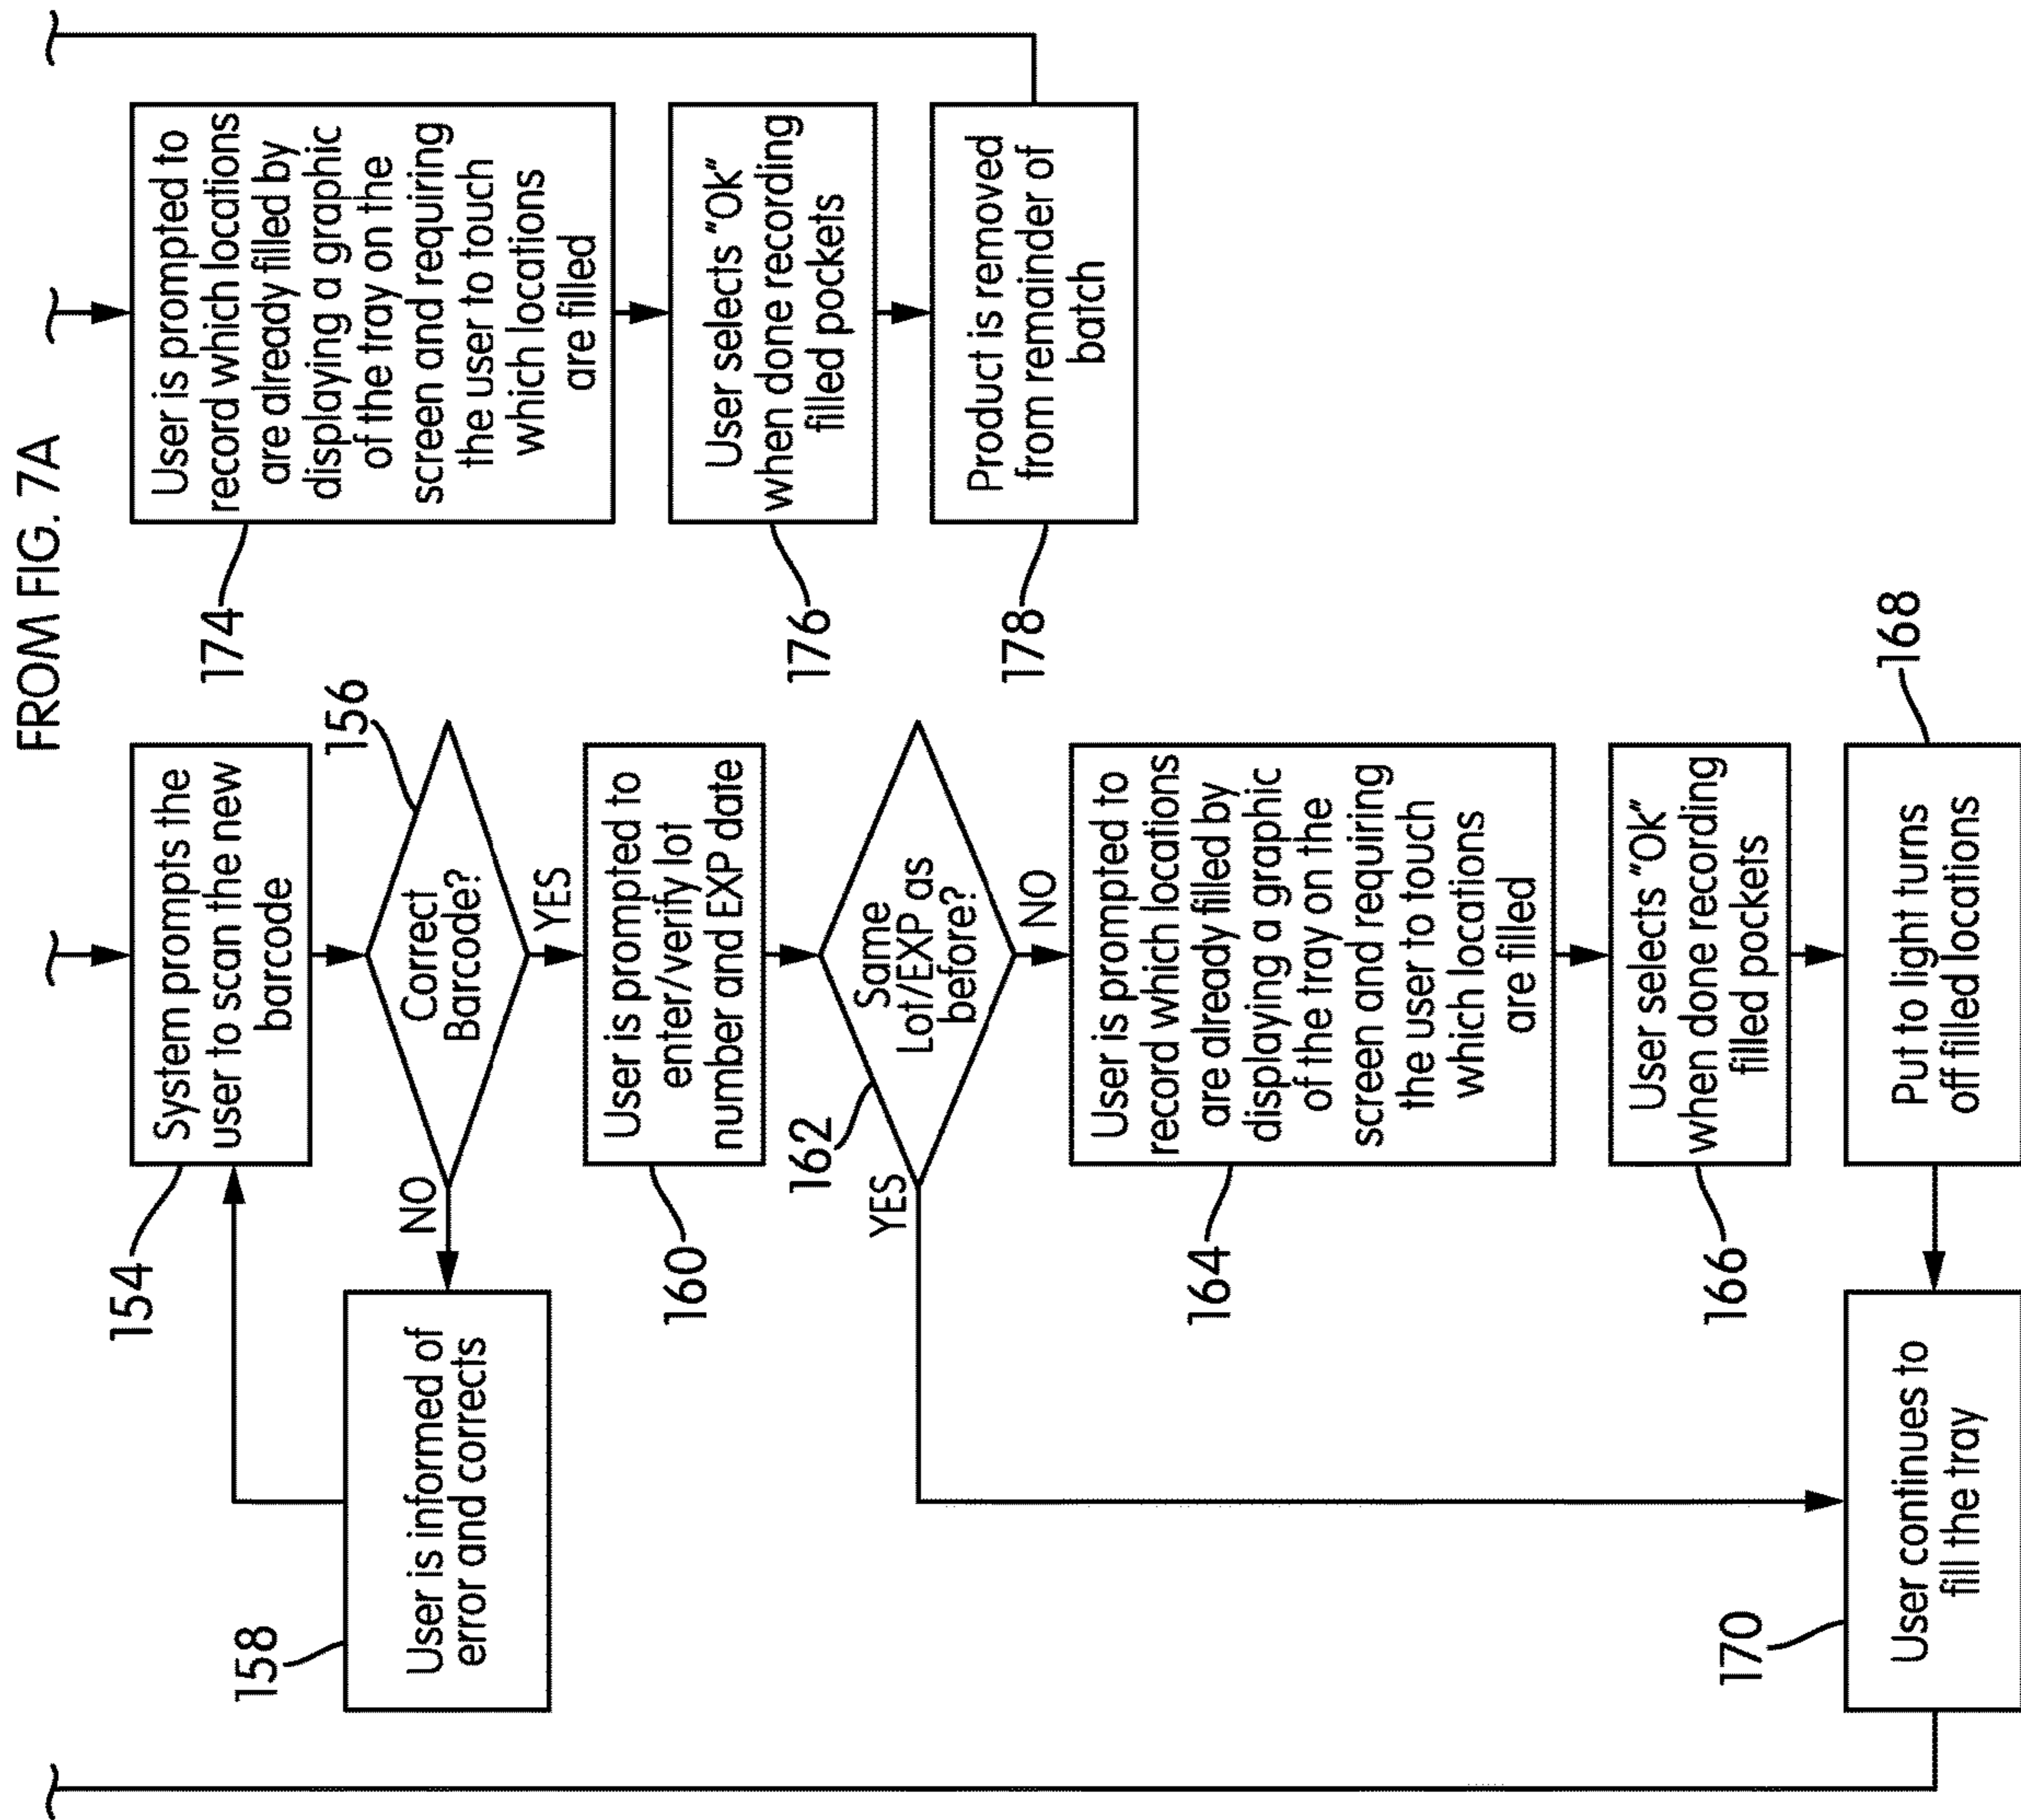 FROM FIG. 7A
System prompts the
user to scan the new
barcode
154
Correct
Barcode?
156
NO
YES
User is informed of
error and corrects
158
User is prompted to
enter/verify lot
number and EXP date
160
Same
Lot/EXP as
before?
162
YES
NO
User is prompted to
record which locations
are already filled by
displaying a graphic
of the tray on the
screen and requiring
the user to touch
which locations
are filled
164
User selects "Ok"
when done recording
filled pockets
166
Put to light turns
off filled locations
168
User continues to
fill the tray
170
User is prompted to
record which locations
are already filled by
displaying a graphic
of the tray on the
screen and requiring
the user to touch
which locations
are filled
174
User selects "Ok"
when done recording
filled pockets
176
Product is removed
from remainder of
batch
178